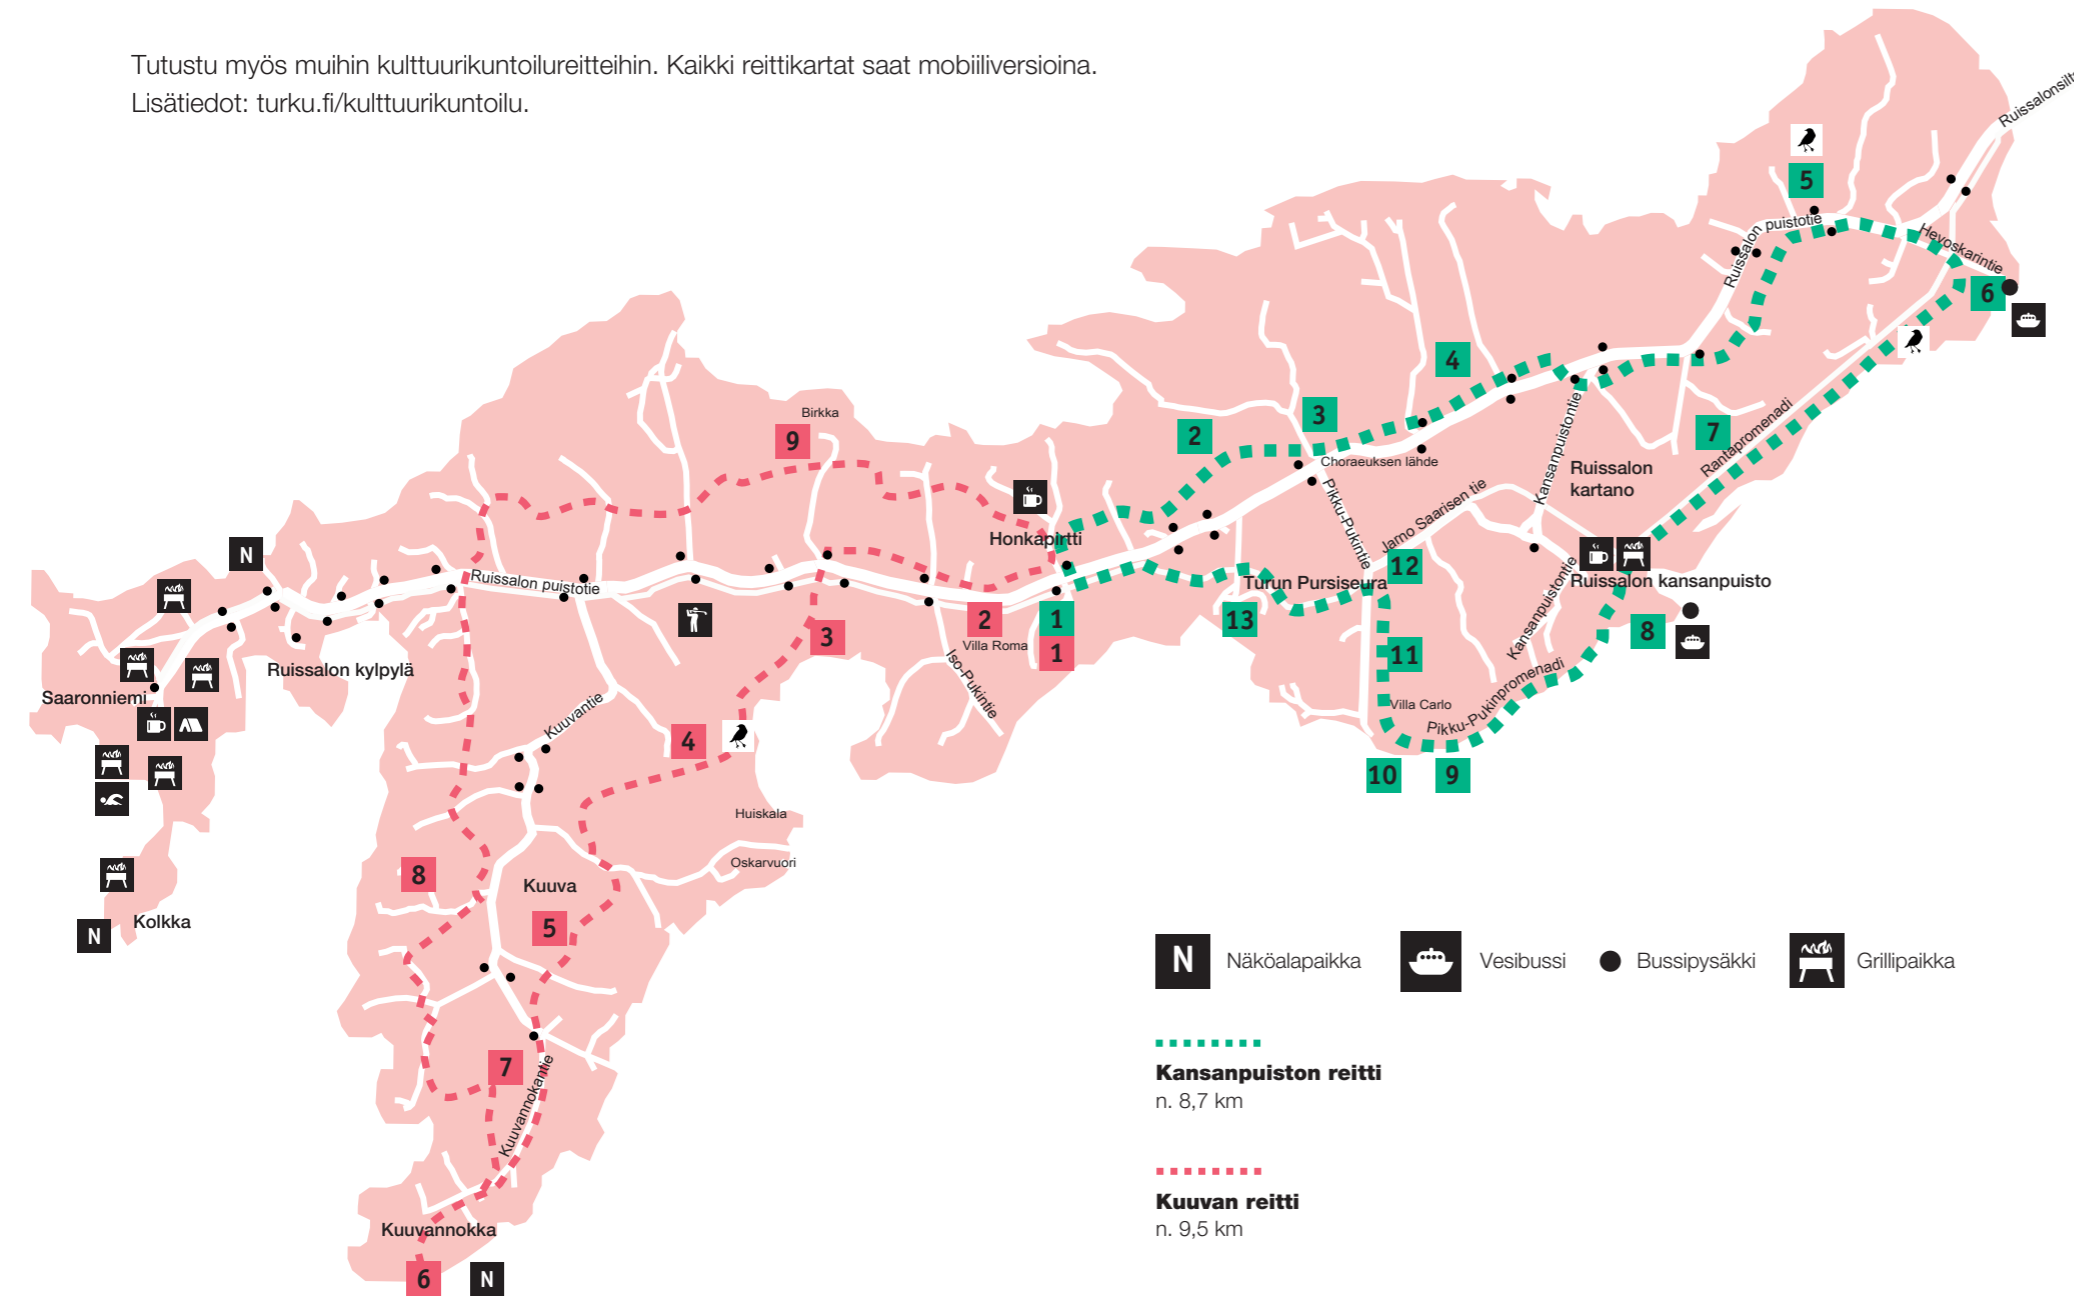 Tutustu myös muihin kulttuurikuntoilureitteihin. Kaikki reittikartat saat mobiiliversioina.
Lisätiedot: turku.fi/kulttuurikuntoilu.
5
Ruissalon puistotie
Hevoskarintie
6
4
3
2
Choraeuksen lähde
Kansanpuistontie
7
Rantapromenadi
Ruissalon
kartano
Pikku-Pukintie
Jarno Saarisen tie
12
Turun Pursiseura
13
11
Kansanpuistontie
Ruissalon kansanpuisto
8
Villa Carlo
Pikku-Pukinpromenadi
10
9
Birkka
9
Honkapirtti
1
1
2
Villa Roma
Iso-Pukintie
3
4
Ruissalon puistotie
N
Ruissalon kylpylä
Saaronniemi
Kuuvantie
Huiskala
Oskarvuori
8
Kuuva
5
Kolkka
N
7
Kuuvannokantie
Kuuvannokka
6
N
N Näköalapaikka Vesibussi Bussipysäkki Grillipaikka
Kansanpuiston reitti
n. 8,7 km
Kuuvan reitti
n. 9,5 km